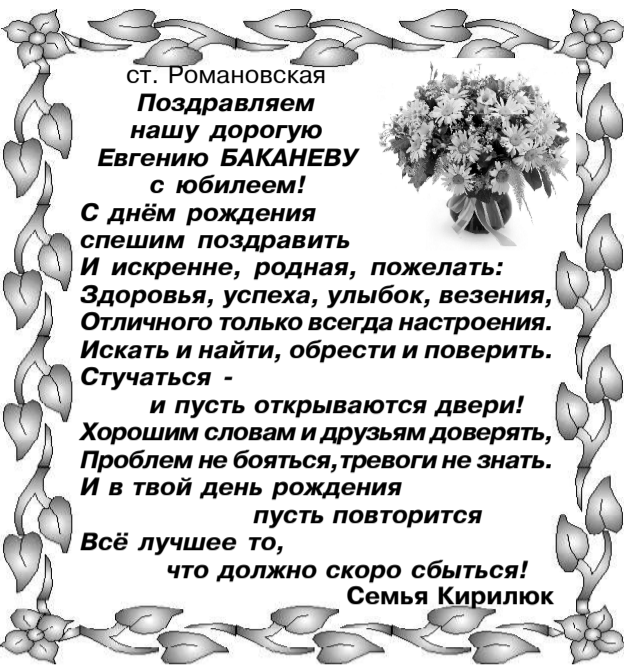 ст. Романовская
Поздравляем
нашу дорогую
Евгению БАКАНЕВУ
с юбилеем!
С днём рождения
спешим поздравить
И искренне, родная, пожелать:
Здоровья, успеха, улыбок, везения,
Отличного только всегда настроения.
Искать и найти, обрести и поверить.
Стучаться -
и пусть открываются двери!
Хорошим словам и друзьям доверять,
Проблем не бояться,тревоги не знать.
И в твой день рождения
пусть повторится
Всё лучшее то,
что должно скоро сбыться!
Семья Кирилюк